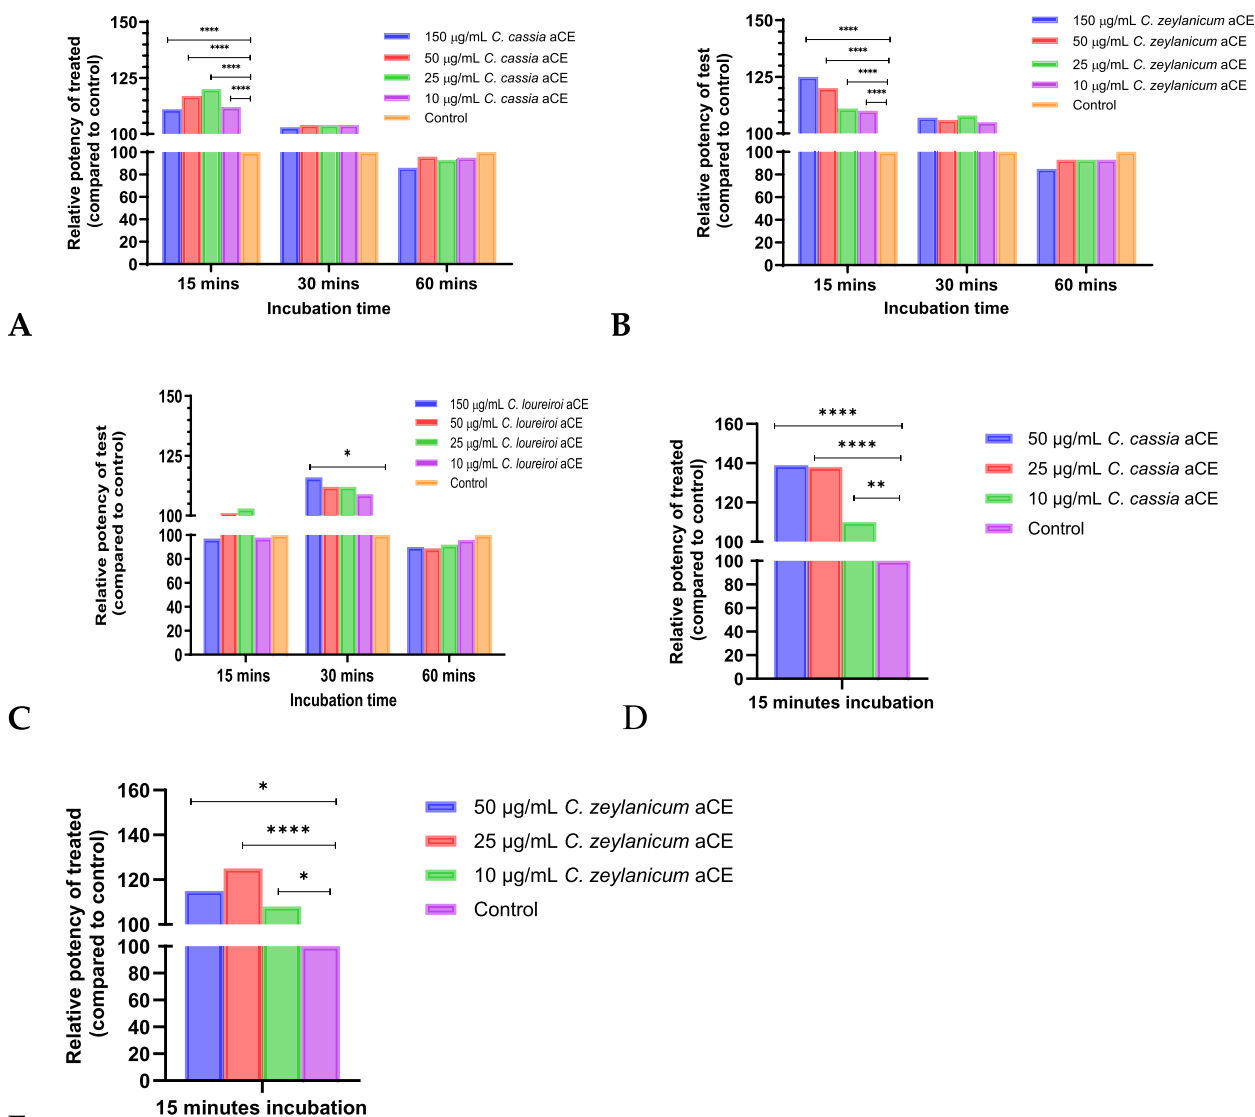 Relative potency of treated
(compared to control)
150
125
100
100
80
60
40
20
0
****
****
****
****
15 mins
30 mins
60 mins
Incubation time
150 µg/mL C. cassia aCE
50 µg/mL C. cassia aCE
25 µg/mL C. cassia aCE
10 µg/mL C. cassia aCE
Control
A
Relative potency of test
(compared to control)
150
125
100
100
80
60
40
20
0
****
****
****
****
15 mins
30 mins
60 mins
Incubation time
150 µg/mL C. zeylanicum aCE
50 µg/mL C. zeylanicum aCE
25 µg/mL C. zeylanicum aCE
10 µg/mL C. zeylanicum aCE
Control
B
Relative potency of test
(compared to control)
150
125
100
100
80
60
40
20
0
*
15 mins
30 mins
60 mins
Incubation time
150 µg/mL C. loureiroi aCE
50 µg/mL C. loureiroi aCE
25 µg/mL C. loureiroi aCE
10 µg/mL C. loureiroi aCE
Control
C
Relative potency of treated
(compared to control)
160
140
120
100
100
80
60
40
20
0
****
****
**
15 minutes incubation
50 µg/mL C. cassia aCE
25 µg/mL C. cassia aCE
10 µg/mL C. cassia aCE
Control
D
Relative potency of treated
(compared to control)
160
140
120
100
100
80
60
40
20
0
*
****
*
15 minutes incubation
50 µg/mL C. zeylanicum aCE
25 µg/mL C. zeylanicum aCE
10 µg/mL C. zeylanicum aCE
Control